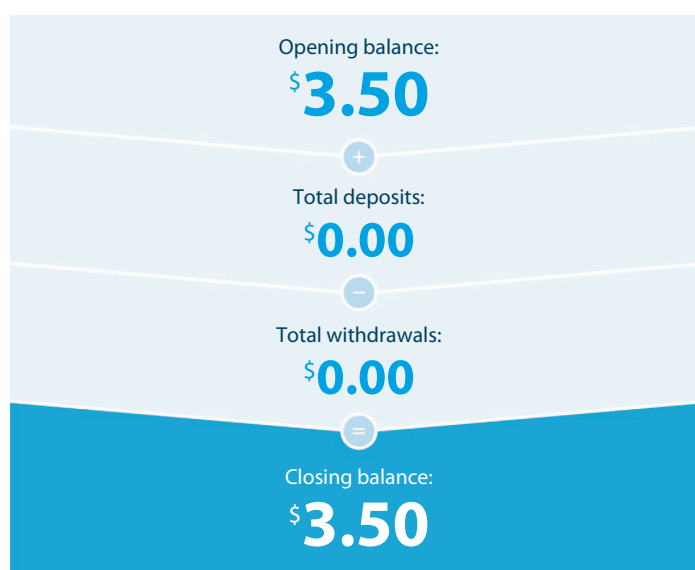 Opening balance:
$3.50
+
Total deposits:
$0.00
−
Total withdrawals:
$0.00
=
Closing balance:
$3.50